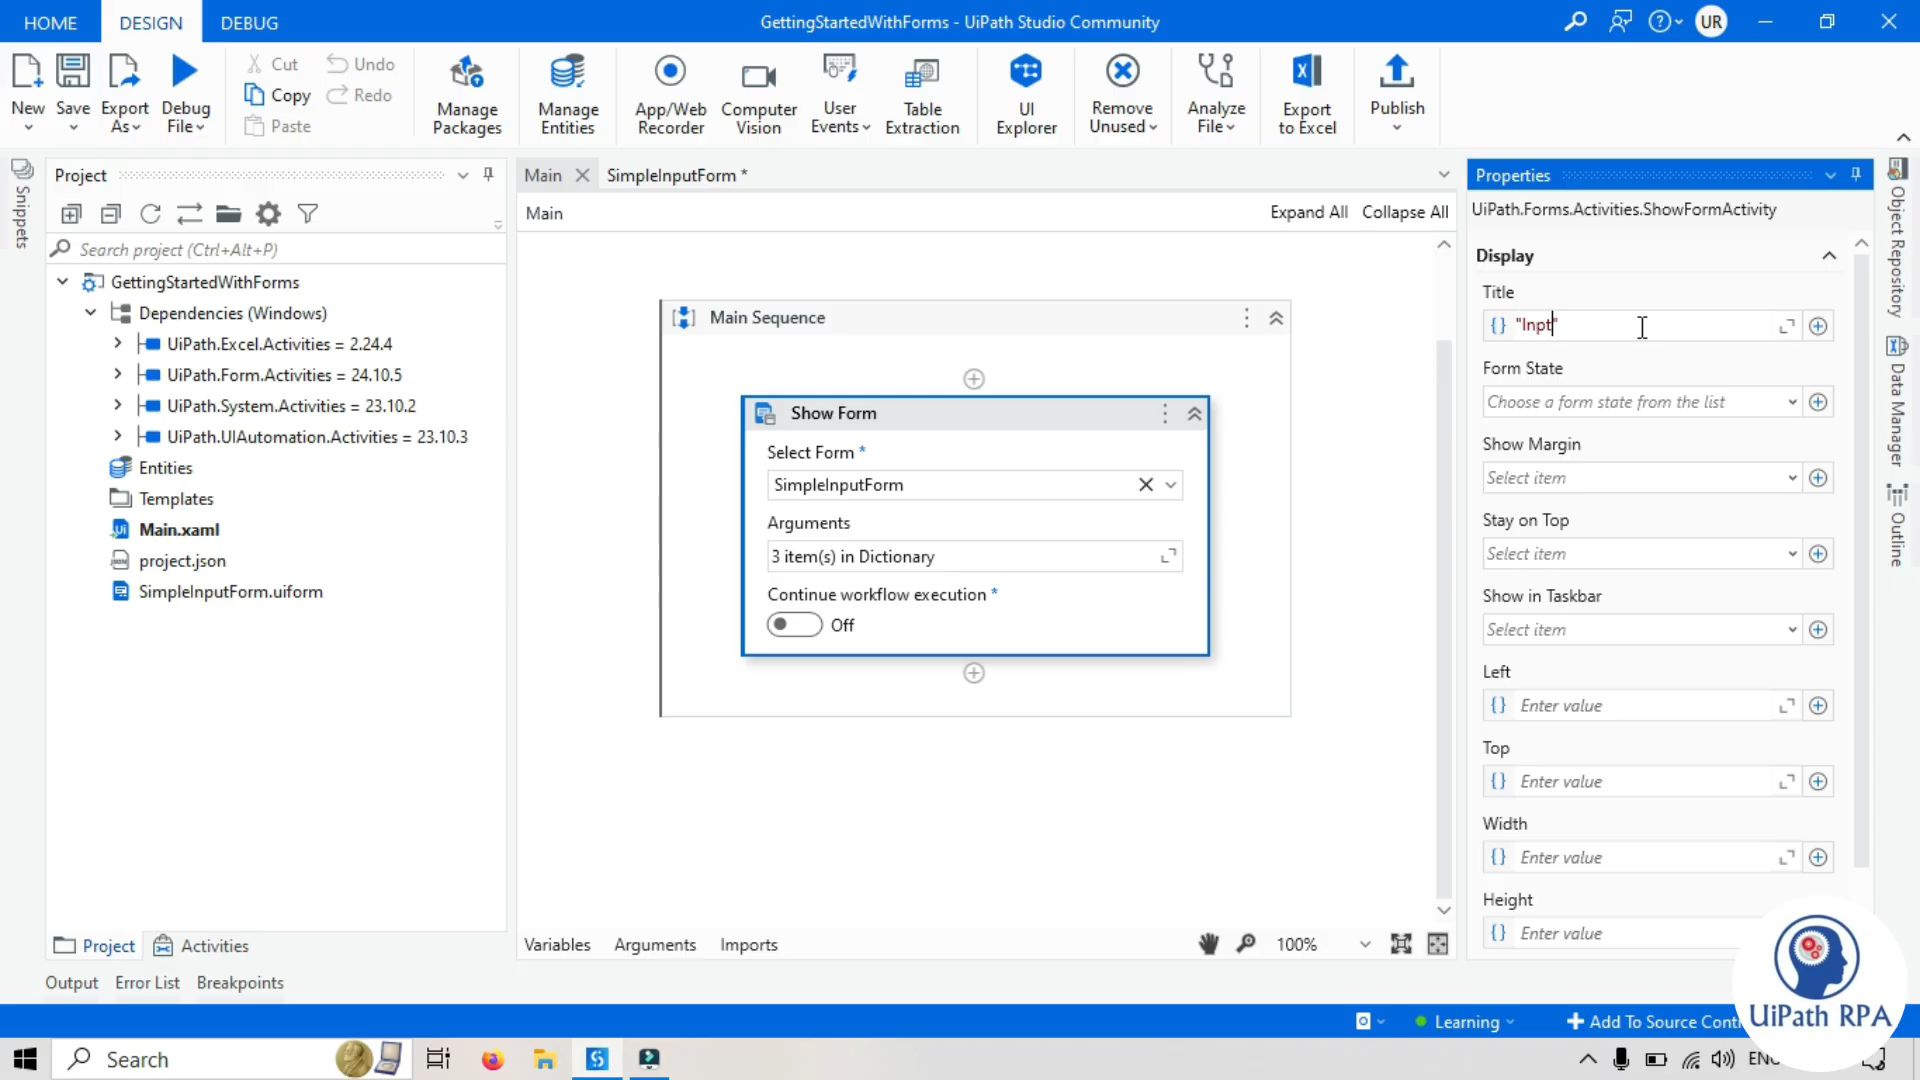 HOME DESIGN DEBUG
GettingStartedWithForms - UiPath Studio Community
UR
New
Save
Export As
Debug File
Cut
Copy
Paste
Undo
Redo
Manage Packages
Manage Entities
App/Web Recorder
Computer Vision
User Events
Table Extraction
UI Explorer
Remove Unused
Analyze File
Export to Excel
Publish
Snippets
Project
Search project (Ctrl+Alt+P)
GettingStartedWithForms
Dependencies (Windows)
UiPath.Excel.Activities = 2.24.4
UiPath.Form.Activities = 24.10.5
UiPath.System.Activities = 23.10.2
UiPath.UIAutomation.Activities = 23.10.3
Entities
Templates
Main.xaml
project.json
SimpleInputForm.uiform
Project Activities
Main
SimpleInputForm *
Main
Expand All Collapse All
Main Sequence
Show Form
Select Form *
SimpleInputForm
Arguments
3 item(s) in Dictionary
Continue workflow execution *
Off
Variables Arguments Imports
100%
Properties
UiPath.Forms.Activities.ShowFormActivity
Display
Title
"Inpt"
Form State
Choose a form state from the list
Show Margin
Select item
Stay on Top
Select item
Show in Taskbar
Select item
Left
Enter value
Top
Enter value
Width
Enter value
Height
Enter value
Object Repository
Data Manager
Outline
Output Error List Breakpoints
Learning
Add To Source Cont
UiPath RPA
Search
ENG